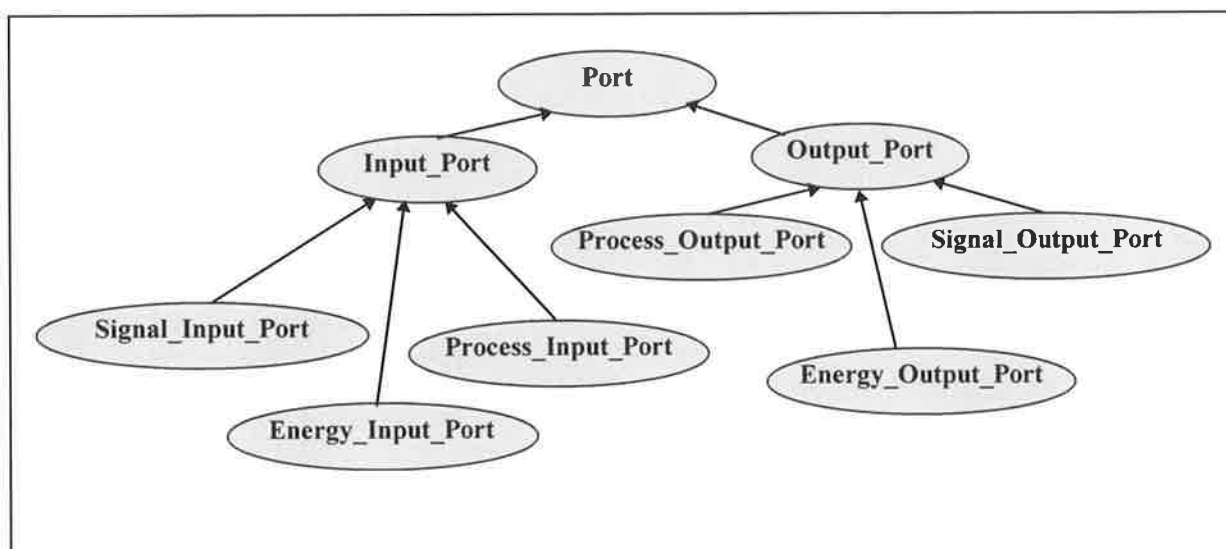 Port
Input_Port
Output_Port
Process_Output_Port
Signal_Output_Port
Signal_Input_Port
Process_Input_Port
Energy_Output_Port
Energy_Input_Port